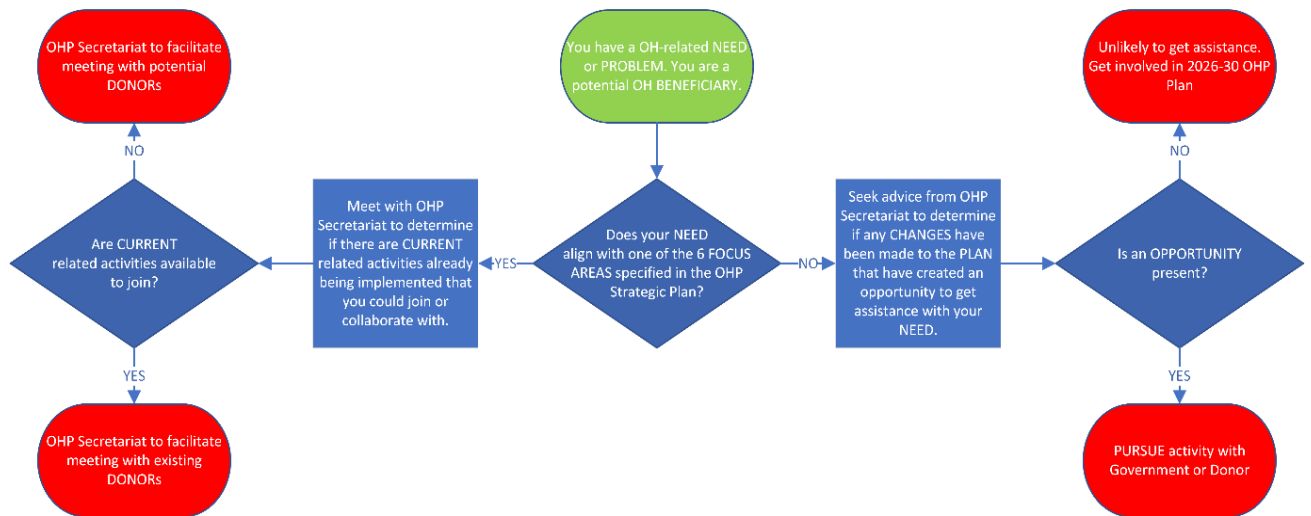 OHP Secretariat to facilitate
meeting with potential
DONORs
You have a OH-related NEED
or PROBLEM. You are a
potential OH BENEFICIARY.
Unlikely to get assistance.
Get involved in 2026-30 OHP
Plan
NO
NO
Are CURRENT
related activities available
to join?
Meet with OHP
Secretariat to determine
if there are CURRENT
related activities already
being implemented that
you could join or
collaborate with.
YES
Does your NEED
align with one of the 6 FOCUS
AREAS specified in the OHP
Strategic Plan?
NO
Seek advice from OHP
Secretariat to determine
if any CHANGES have
been made to the PLAN
that have created an
opportunity to get
assistance with your
NEED.
Is an OPPORTUNITY
present?
YES
YES
OHP Secretariat to facilitate
meeting with existing
DONORs
PURSUE activity with
Government or Donor